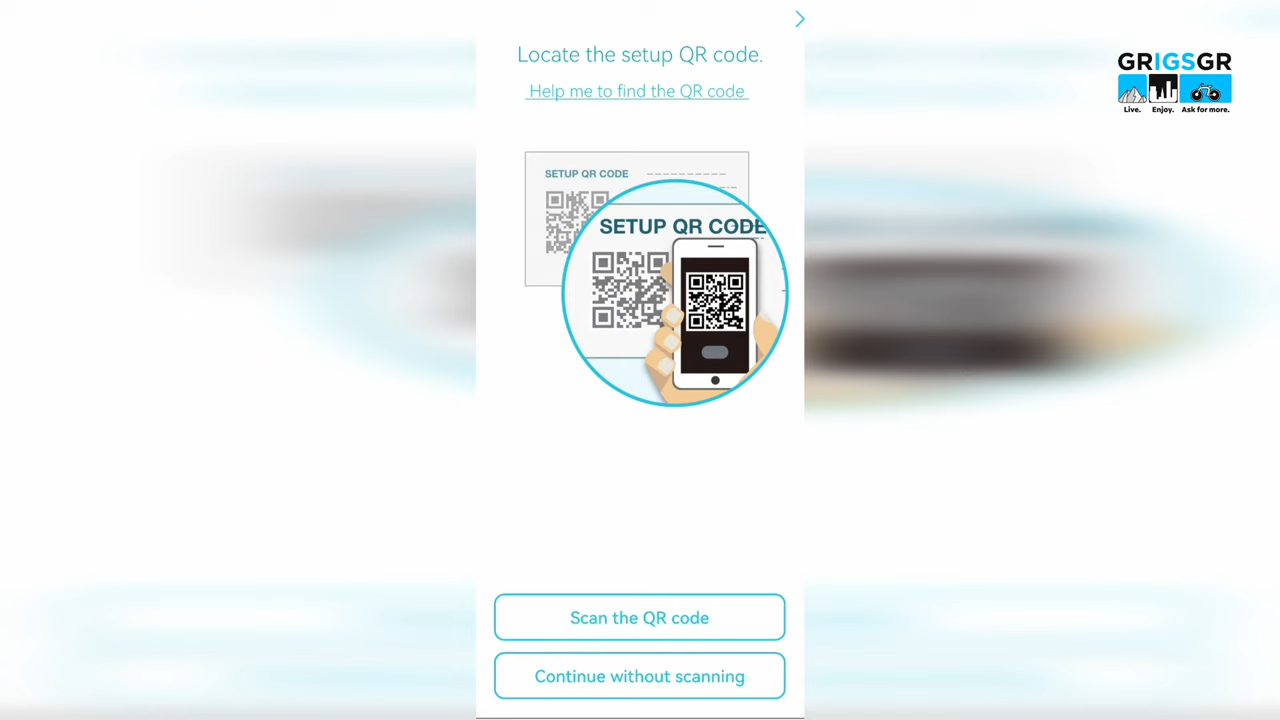 Locate the setup QR code.
Help me to find the QR code
GRIGSGR
Live. Enjoy. Ask for more.
SETUP QR CODE
SETUP QR CODE
Scan the QR code
Continue without scanning